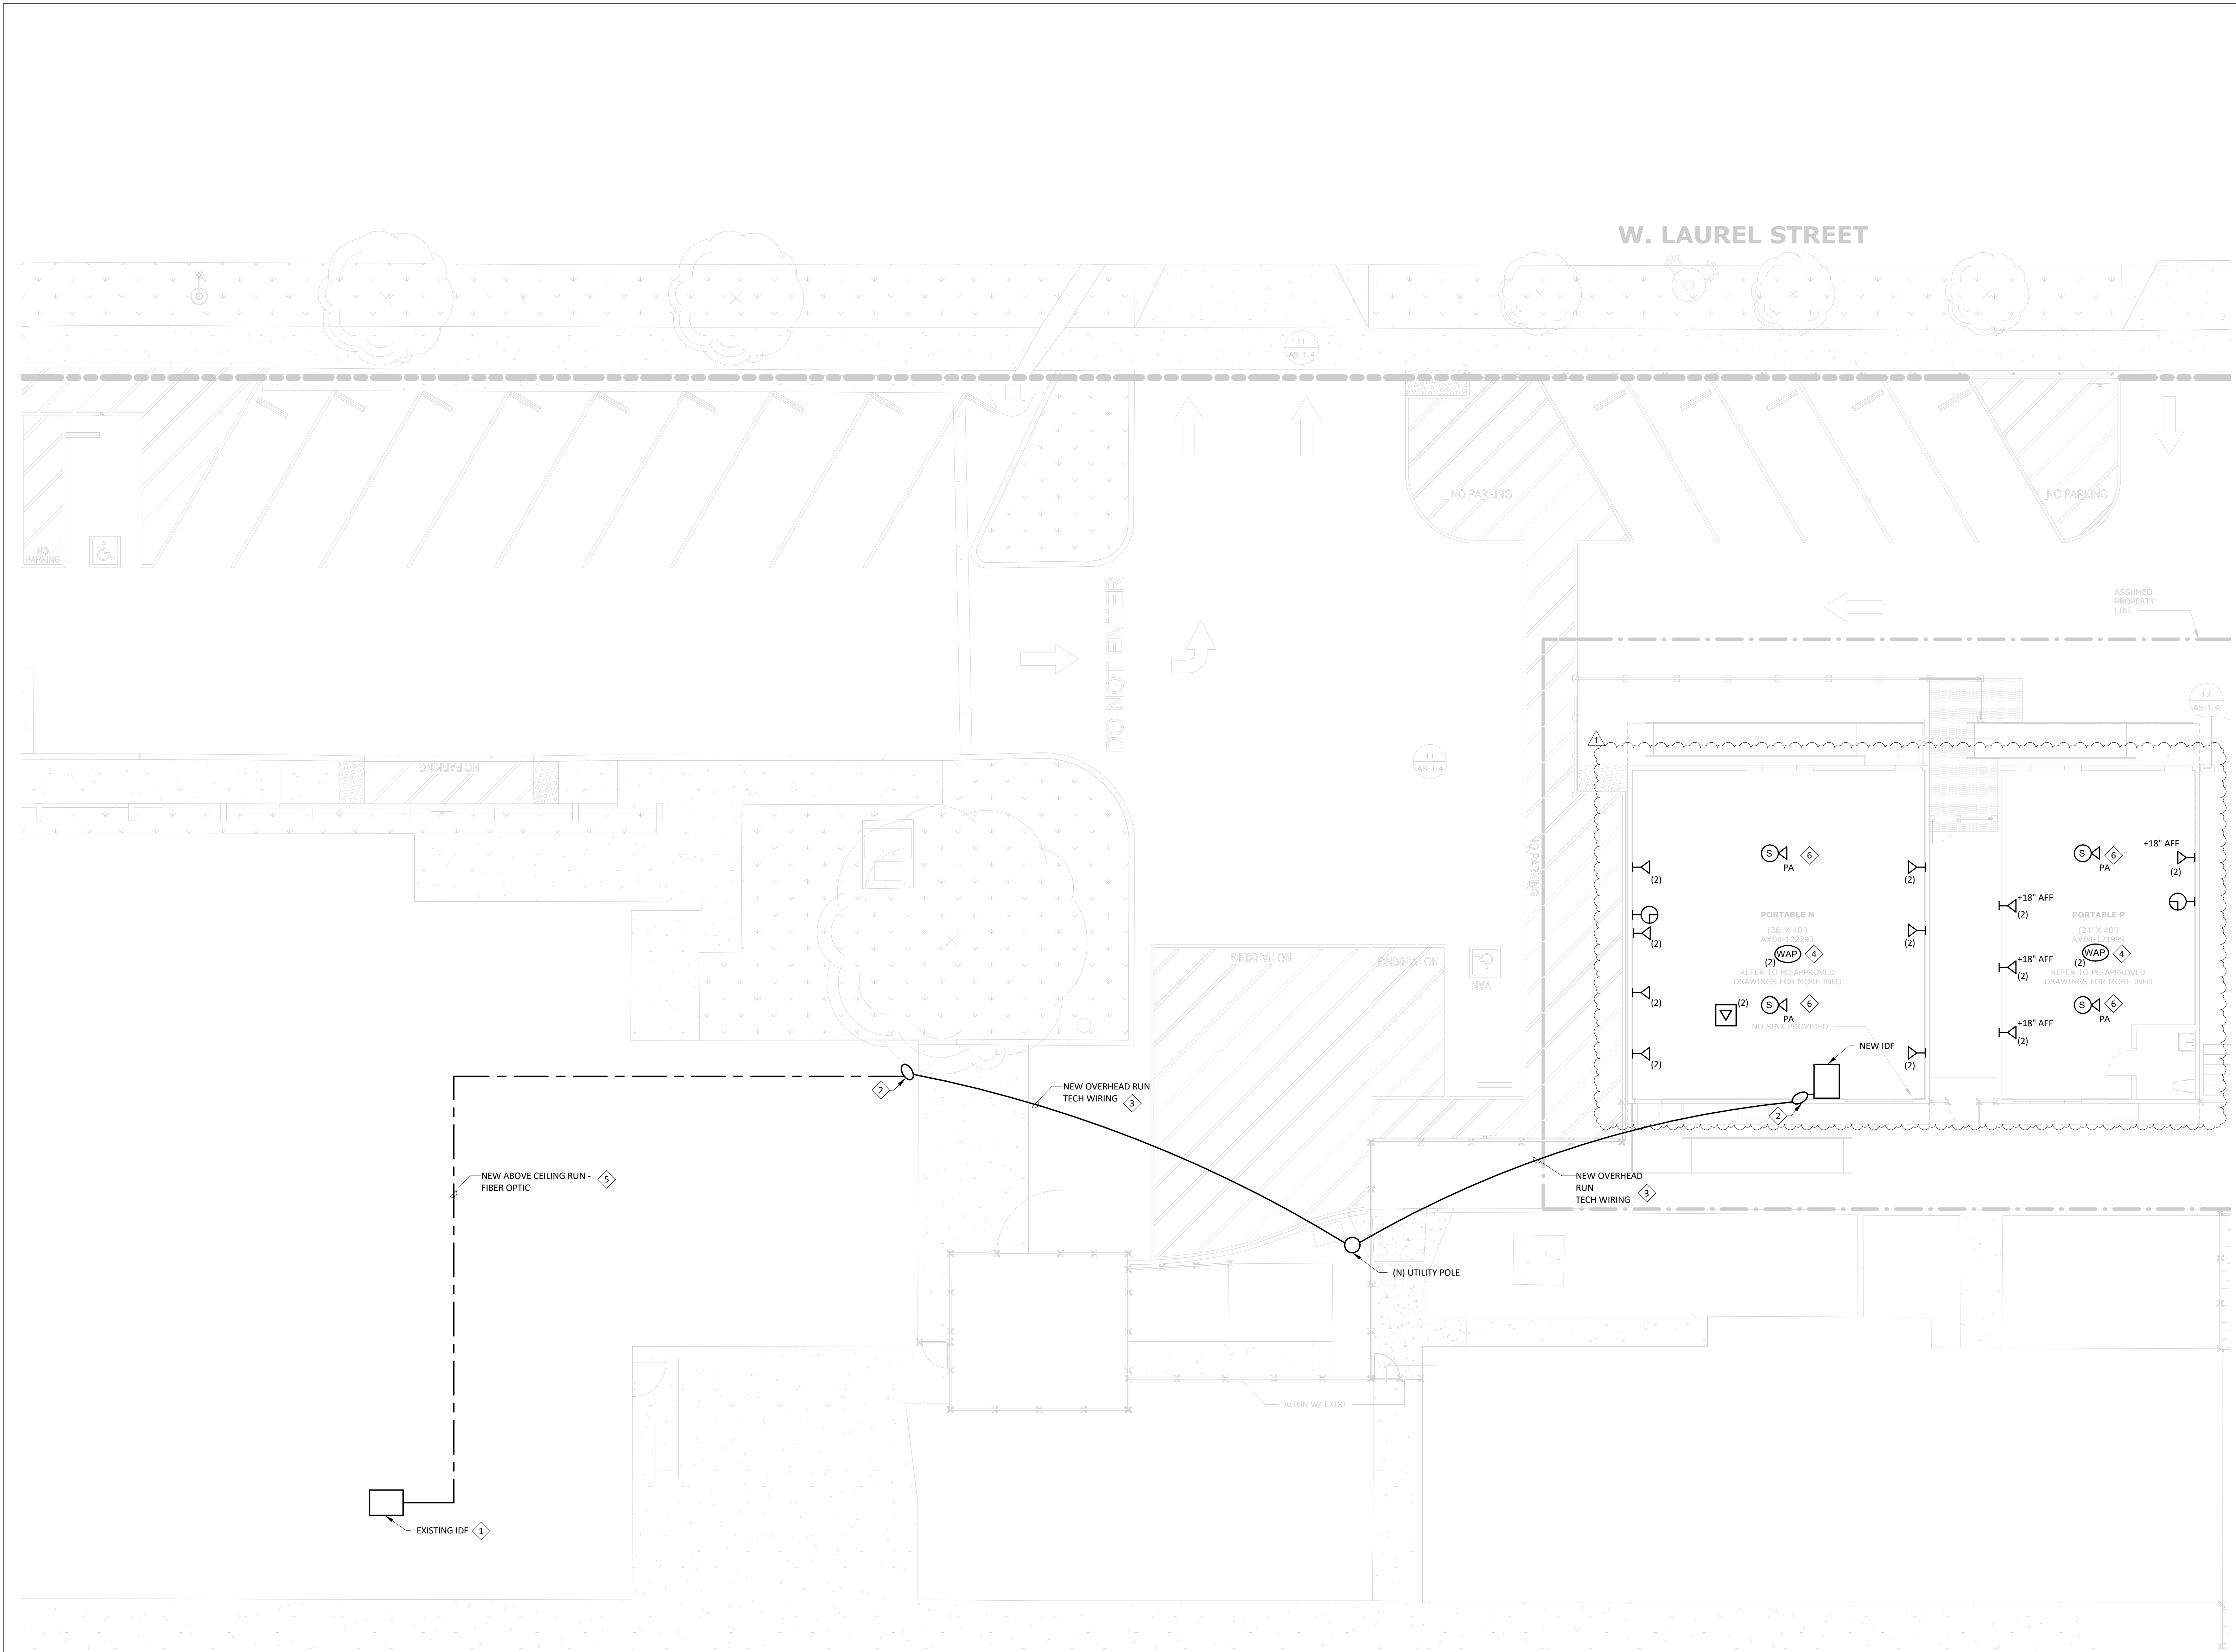 W. LAUREL STREET
11
AS-1.4
NO PARKING
NO PARKING
NO
PARKING
DO NOT ENTER
ASSUMED
PROPERTY
LINE
12
AS-1.4
1
11
AS-1.4
NO PARKING
NO PARKING
S
6
PA
S
6
PA
+18" AFF
(2)
(2)
(2)
(2)
+18" AFF
(2)
PORTABLE N
(36' X 40')
A#04-102293
(2)
WAP
4
REFER TO PC-APPROVED
DRAWINGS FOR MORE INFO
PORTABLE P
(24' X 40')
A#04-121999
(2)
WAP
4
REFER TO PC-APPROVED
DRAWINGS FOR MORE INFO
(2)
(2)
+18" AFF
(2)
NO PARKING
NO PARKING
VAN
(2)
(2)
S
6
PA
S
6
PA
NO SINK PROVIDED
+18" AFF
(2)
NEW IDF
(2)
(2)
2
NEW OVERHEAD RUN
TECH WIRING
3
2
NEW ABOVE CEILING RUN -
FIBER OPTIC
5
NEW OVERHEAD
RUN
TECH WIRING
3
(N) UTILITY POLE
ALIGN W/ EXIST
EXISTING IDF
1